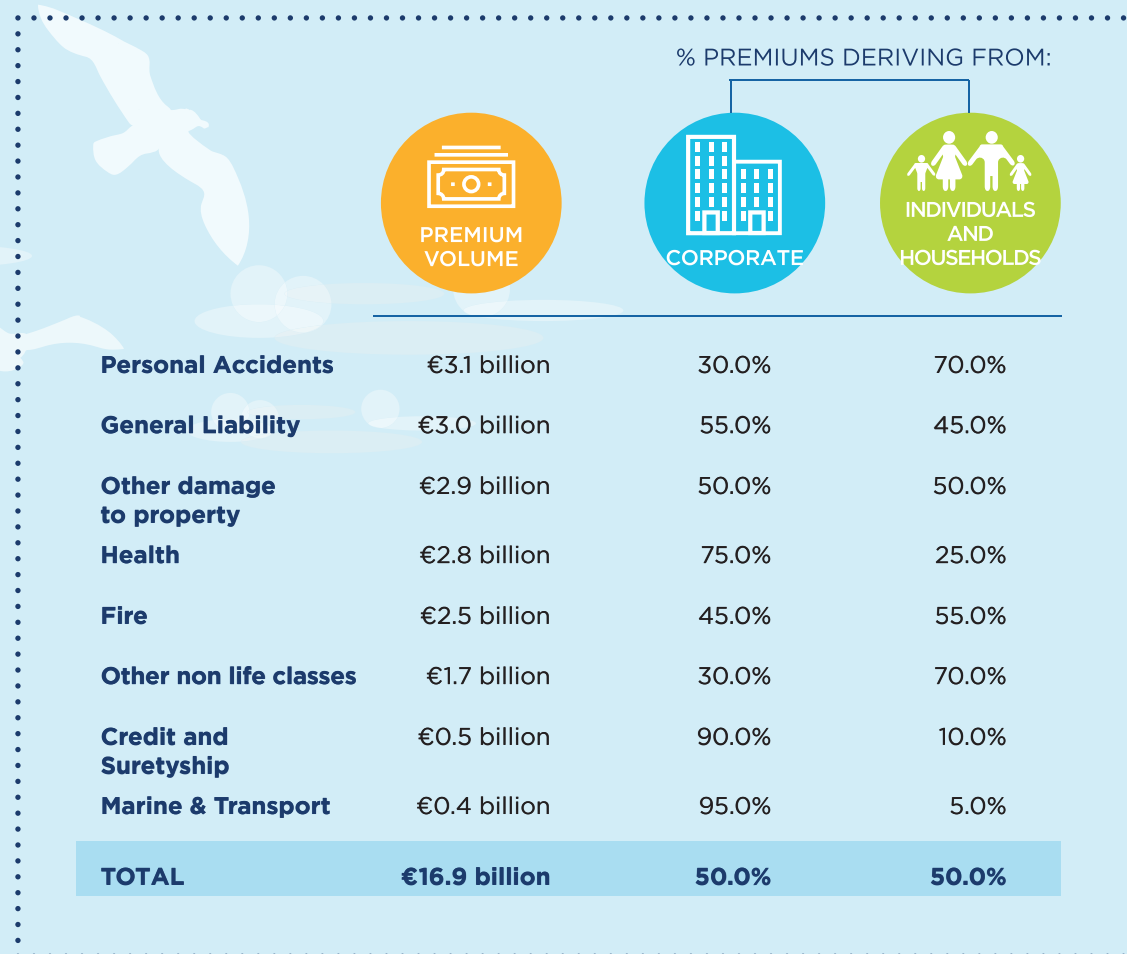 % PREMIUMS DERIVING FROM:
PREMIUM
VOLUME
CORPORATE
INDIVIDUALS
AND
HOUSEHOLDS
Personal Accidents €3.1 billion 30.0% 70.0%
General Liability €3.0 billion 55.0% 45.0%
Other damage €2.9 billion 50.0% 50.0%
to property
Health €2.8 billion 75.0% 25.0%
Fire €2.5 billion 45.0% 55.0%
Other non life classes €1.7 billion 30.0% 70.0%
Credit and €0.5 billion 90.0% 10.0%
Suretyship
Marine & Transport €0.4 billion 95.0% 5.0%
TOTAL €16.9 billion 50.0% 50.0%